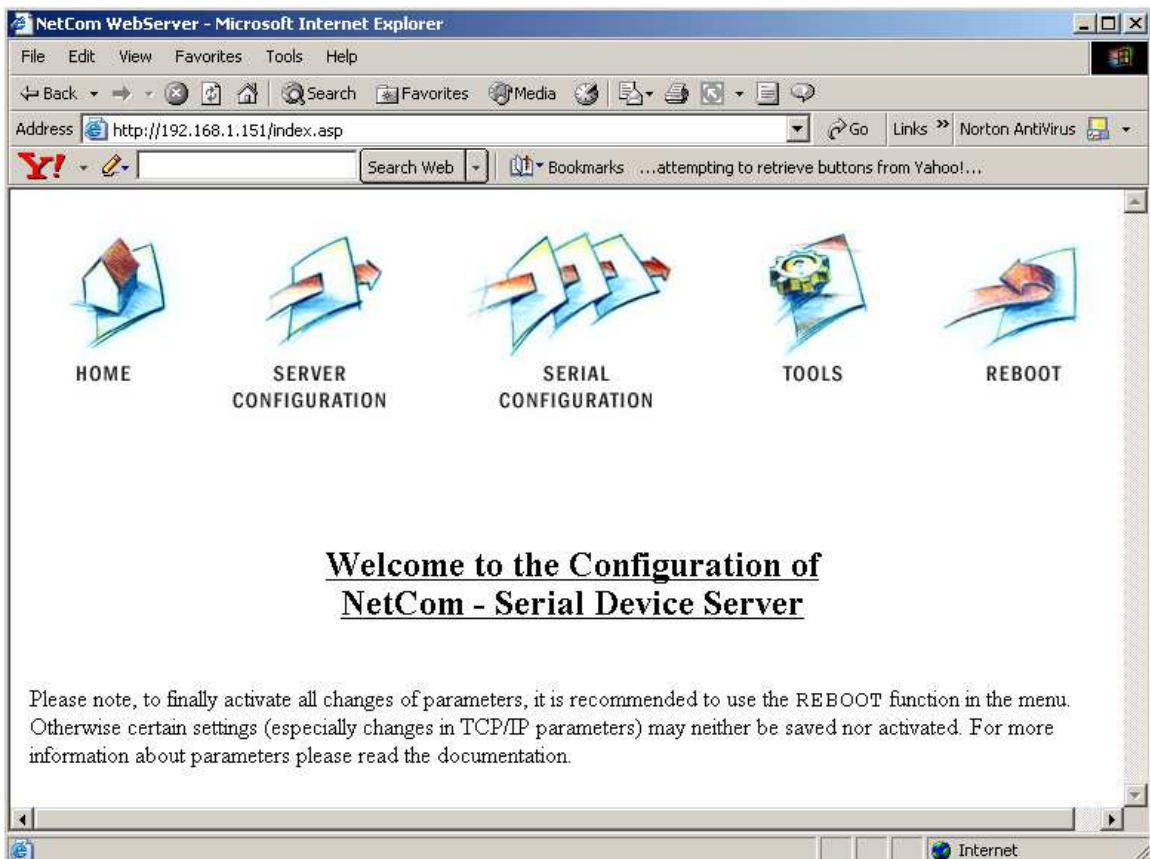 NetCom WebServer - Microsoft Internet Explorer
File Edit View Favorites Tools Help
Back Search Favorites Media
Address http://192.168.1.151/index.asp Go Links » Norton AntiVirus
Y! Search Web Bookmarks ...attempting to retrieve buttons from Yahoo!...
HOME SERVER CONFIGURATION SERIAL CONFIGURATION TOOLS REBOOT
Welcome to the Configuration of
NetCom - Serial Device Server
Please note, to finally activate all changes of parameters, it is recommended to use the REBOOT function in the menu.
Otherwise certain settings (especially changes in TCP/IP parameters) may neither be saved nor activated. For more
information about parameters please read the documentation.
Internet